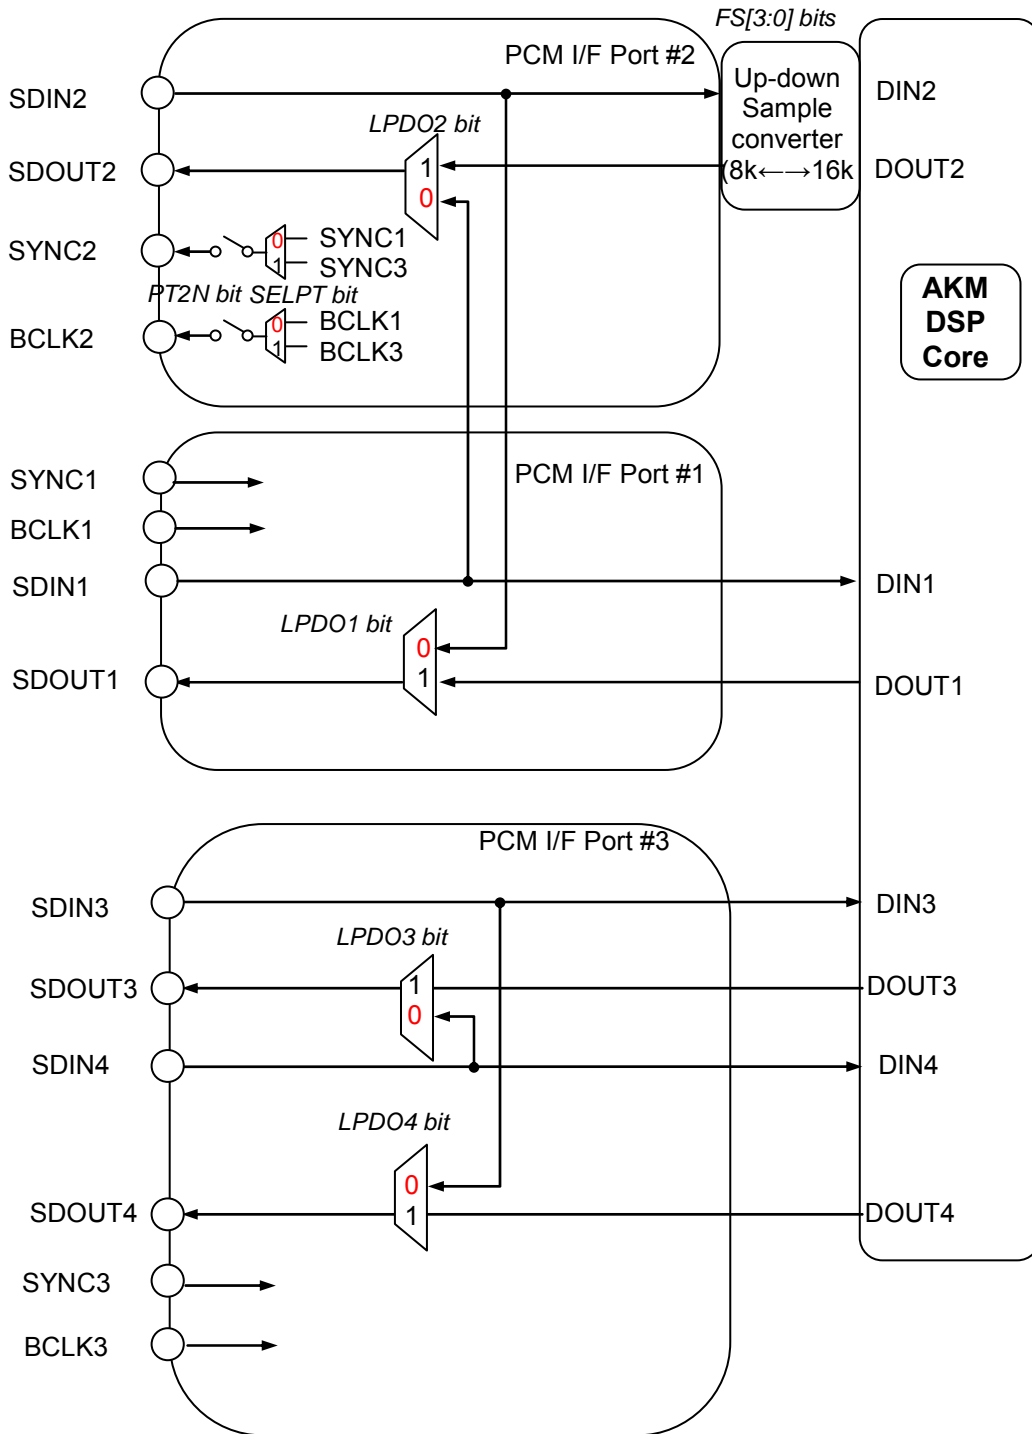 FS[3:0] bits
PCM I/F Port #2
Up-down
Sample
converter
(8k←→16k
SDIN2
DIN2
LPDO2 bit
1
0
SDOUT2
DOUT2
SYNC2
0
1
SYNC1
SYNC3
PT2N bit SELPT bit
BCLK2
0
1
BCLK1
BCLK3
AKM
DSP
Core
PCM I/F Port #1
SYNC1
BCLK1
SDIN1
DIN1
LPDO1 bit
0
1
SDOUT1
DOUT1
PCM I/F Port #3
SDIN3
DIN3
LPDO3 bit
1
0
SDOUT3
DOUT3
SDIN4
DIN4
LPDO4 bit
0
1
SDOUT4
DOUT4
SYNC3
BCLK3